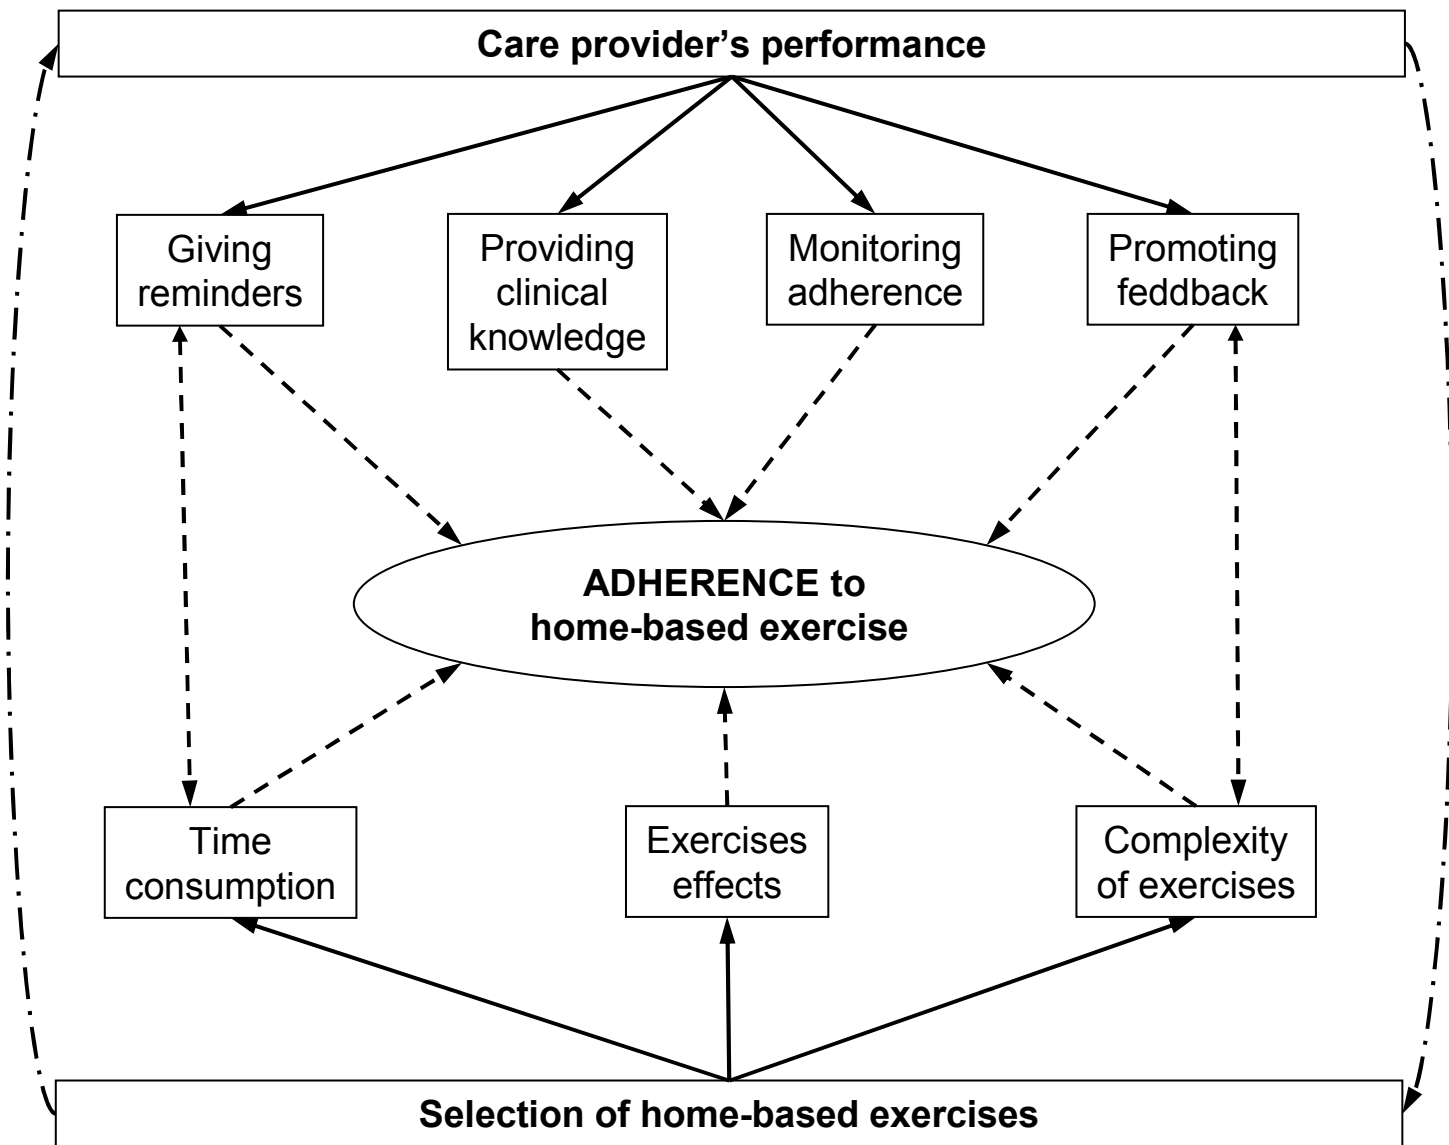 Care provider’s performance
Giving
reminders
Providing
clinical
knowledge
Monitoring
adherence
Promoting
feddback
ADHERENCE to
home-based exercise
Time
consumption
Exercises
effects
Complexity
of exercises
Selection of home-based exercises